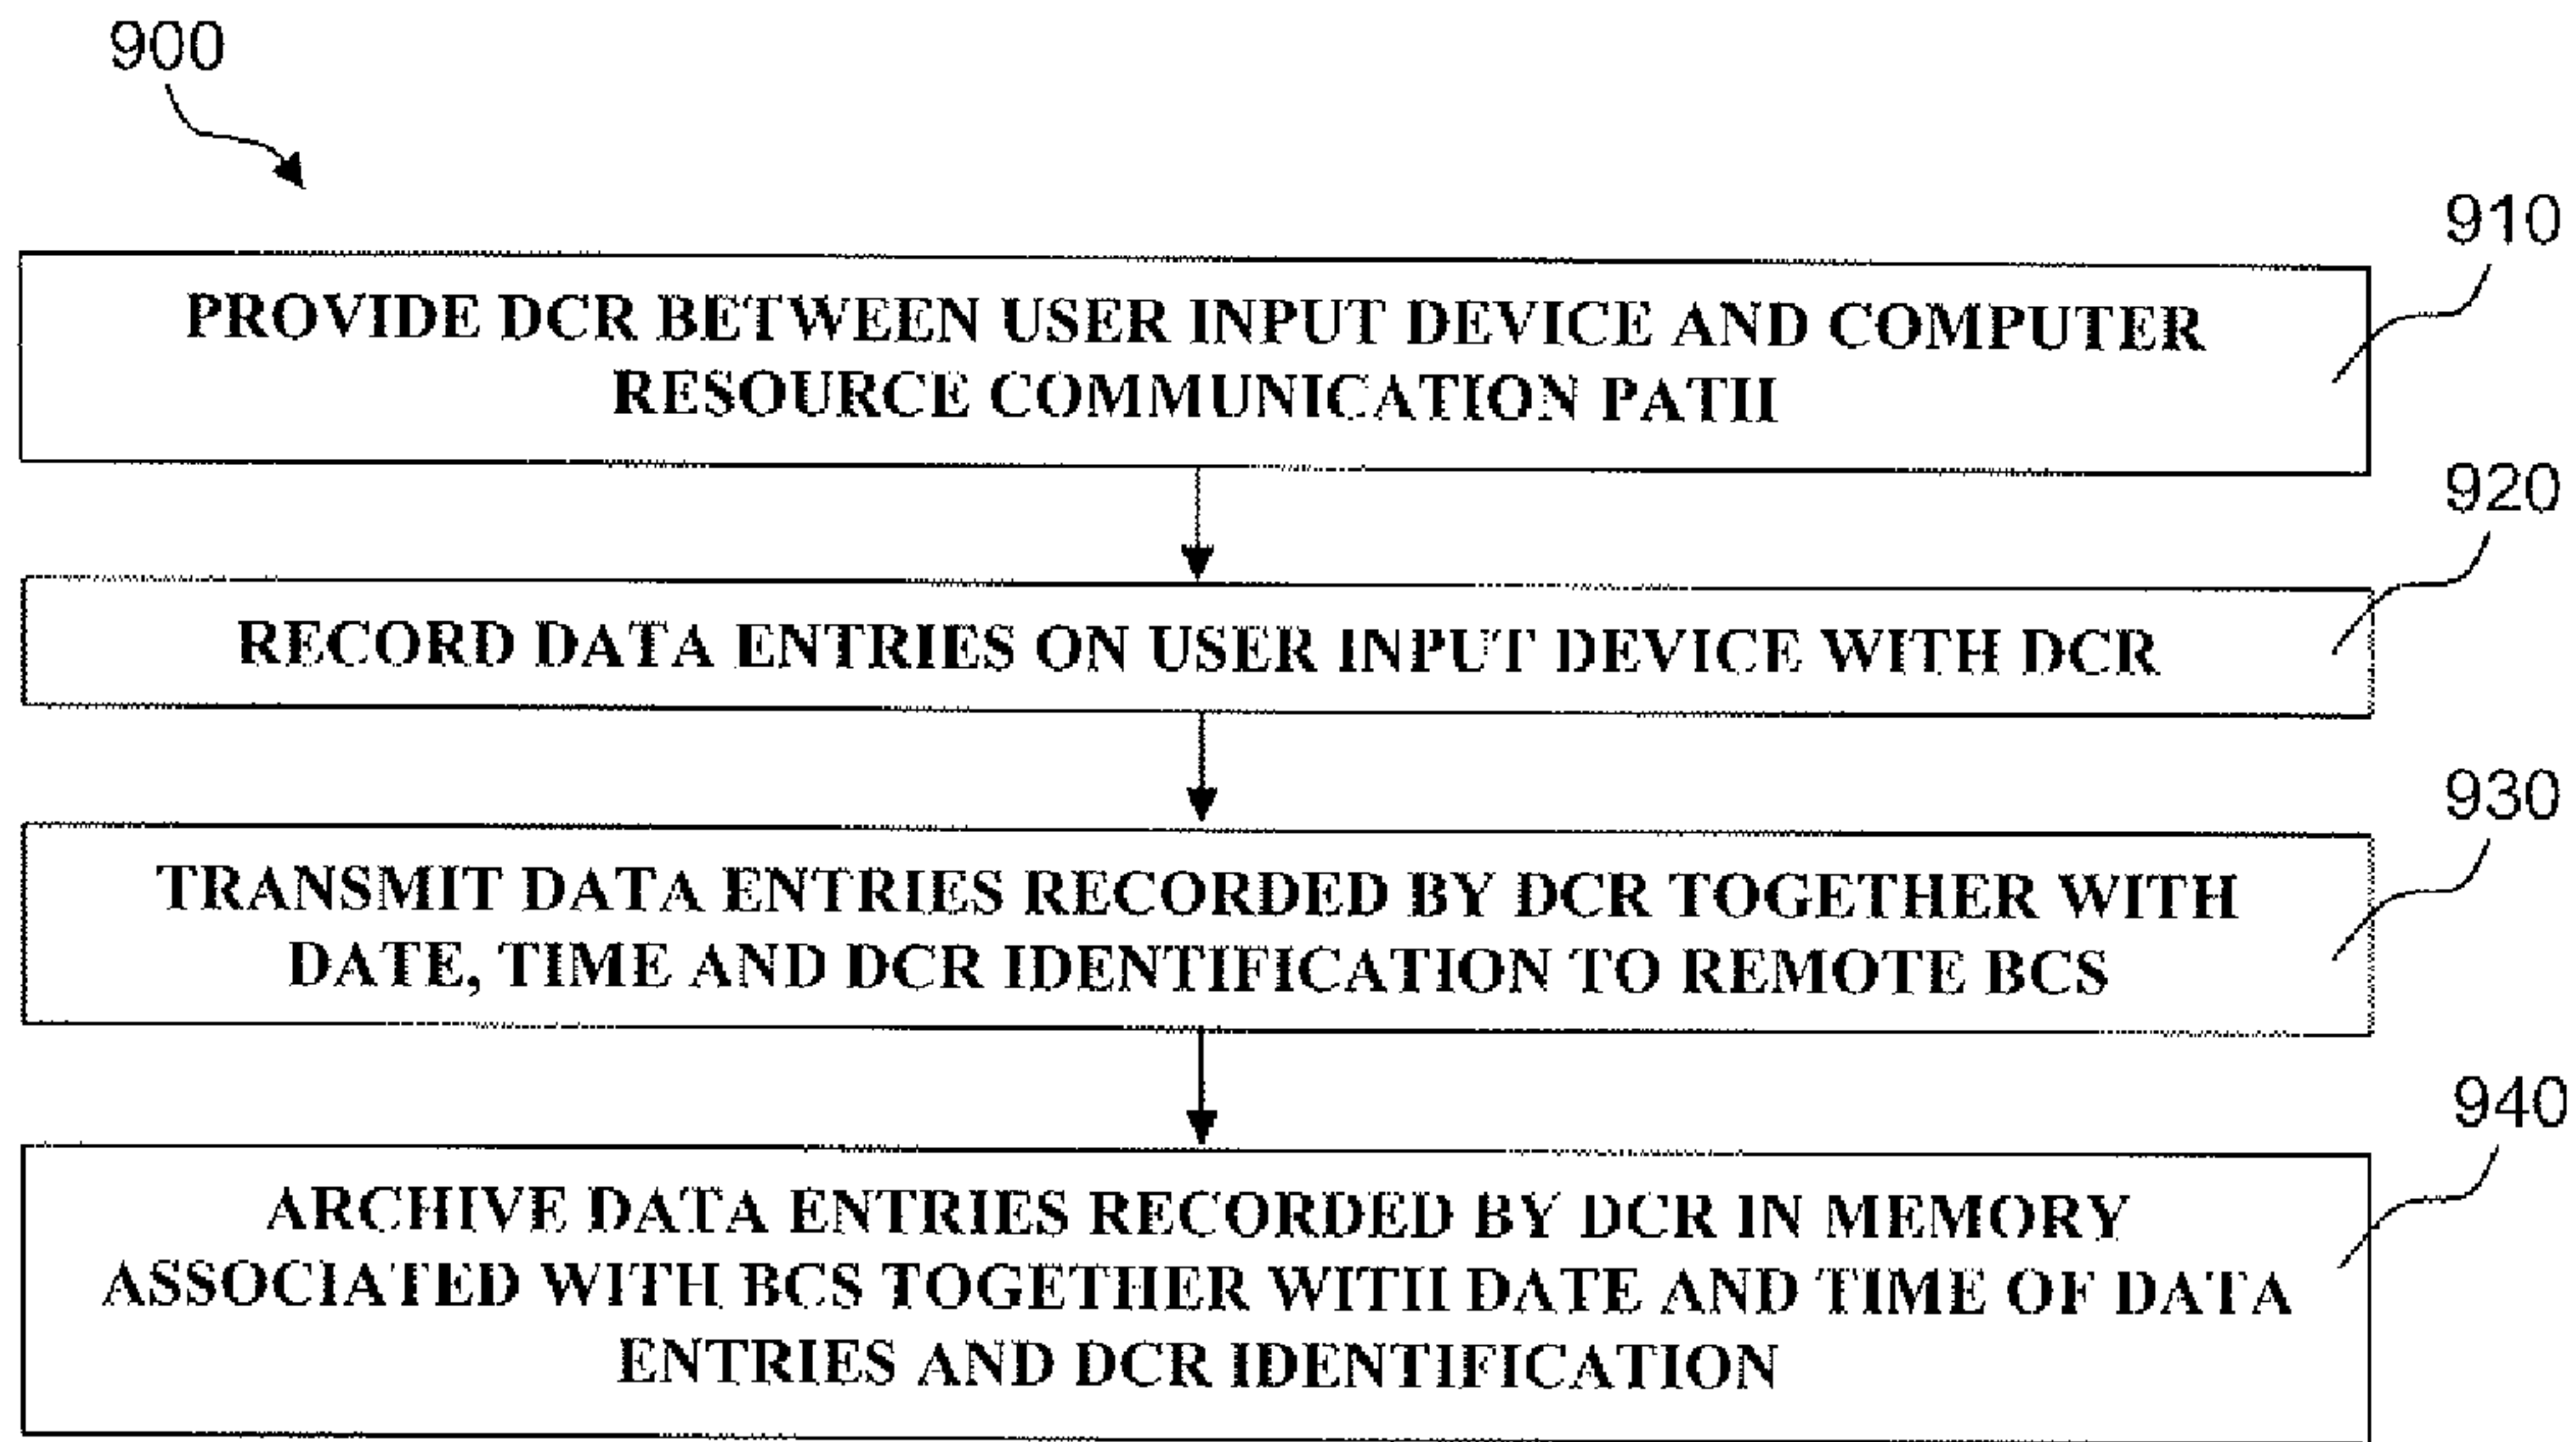 900
910
PROVIDE DCR BETWEEN USER INPUT DEVICE AND COMPUTER
RESOURCE COMMUNICATION PATH
920
RECORD DATA ENTRIES ON USER INPUT DEVICE WITH DCR
930
TRANSMIT DATA ENTRIES RECORDED BY DCR TOGETHER WITH
DATE, TIME AND DCR IDENTIFICATION TO REMOTE BCS
940
ARCHIVE DATA ENTRIES RECORDED BY DCR IN MEMORY
ASSOCIATED WITH BCS TOGETHER WITH DATE AND TIME OF DATA
ENTRIES AND DCR IDENTIFICATION